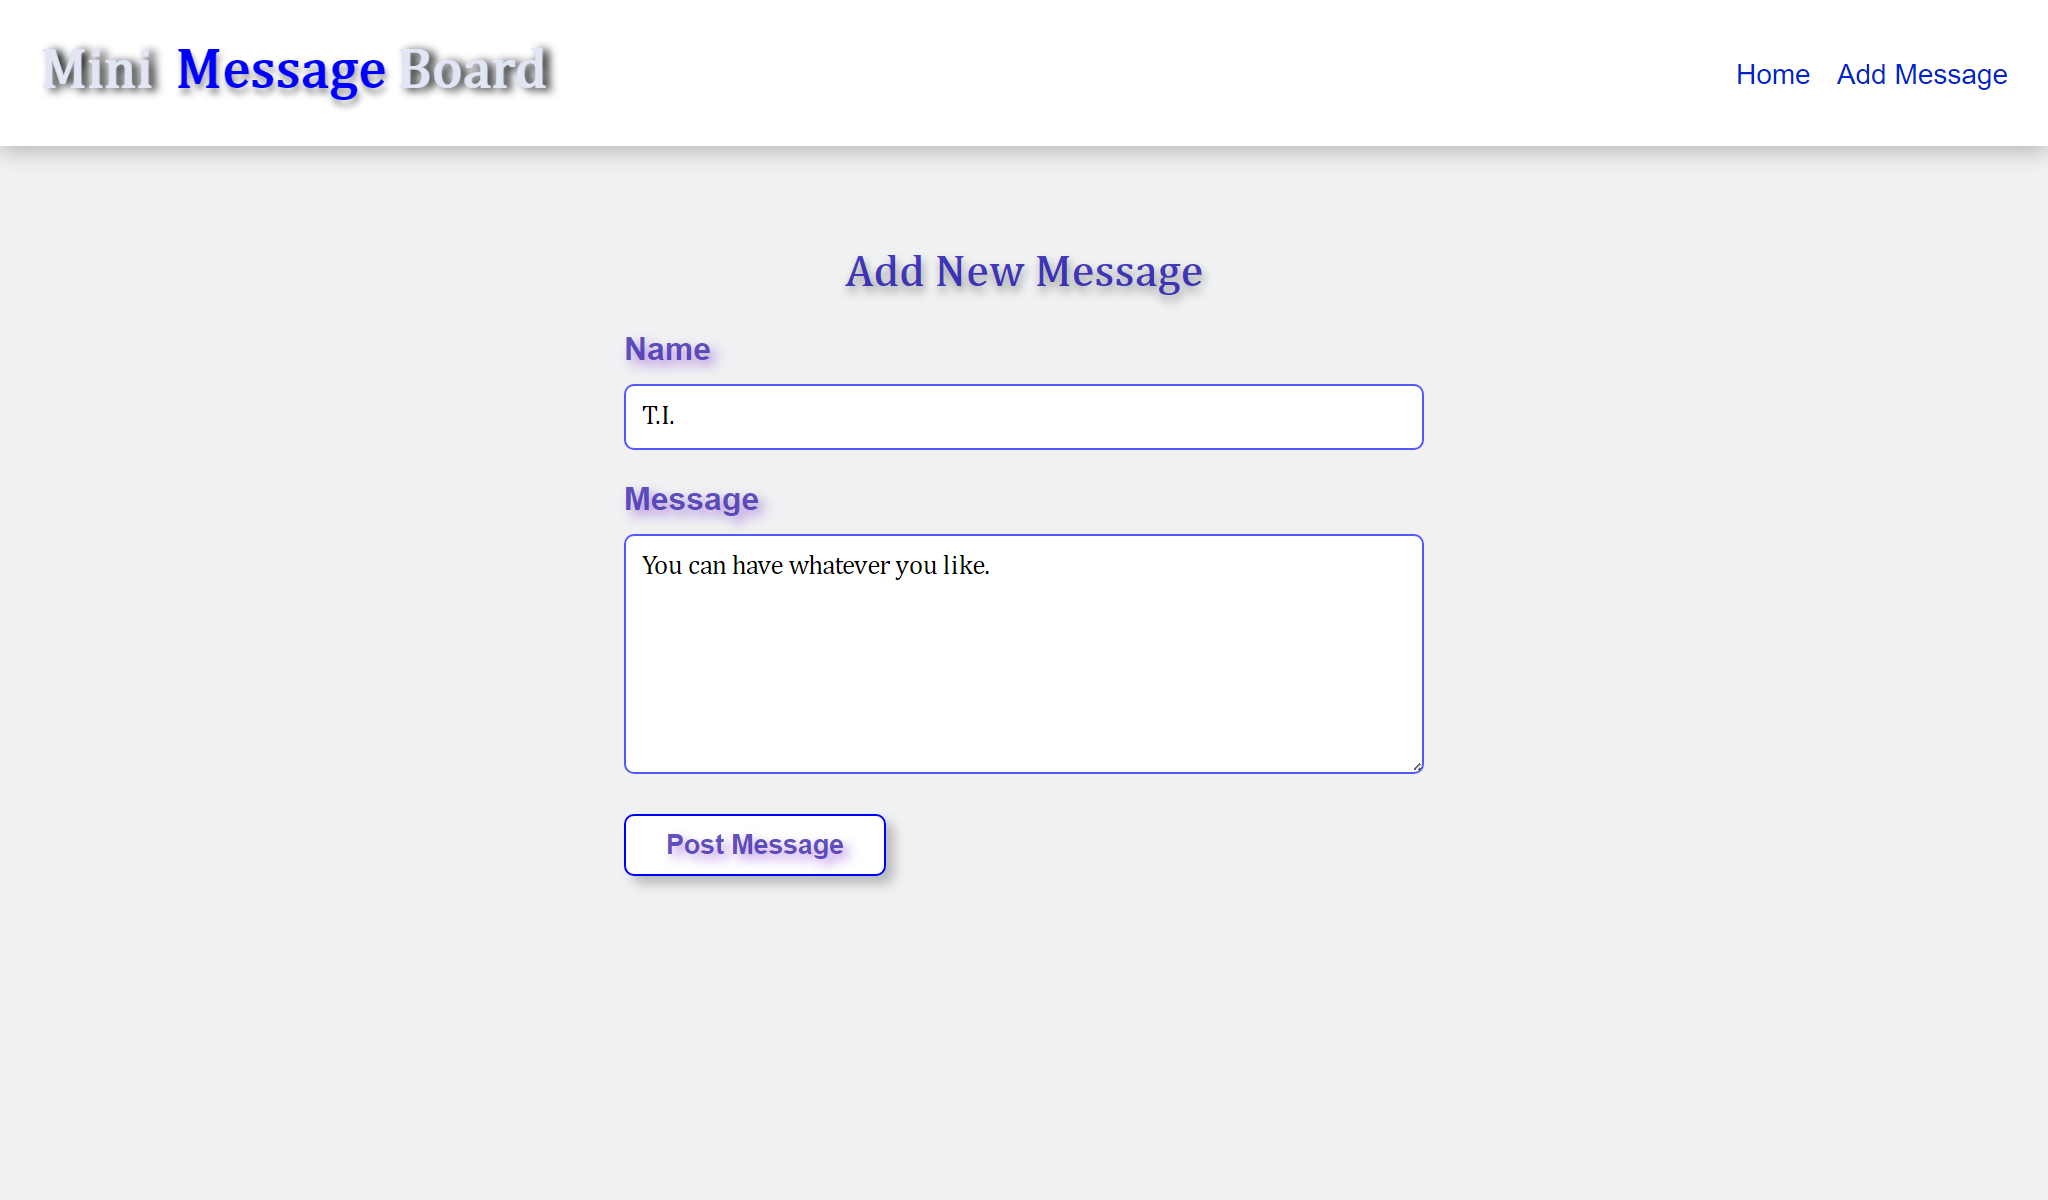 Mini Message Board
Home Add Message
Add New Message
Name
T.I.
Message
You can have whatever you like.
Post Message